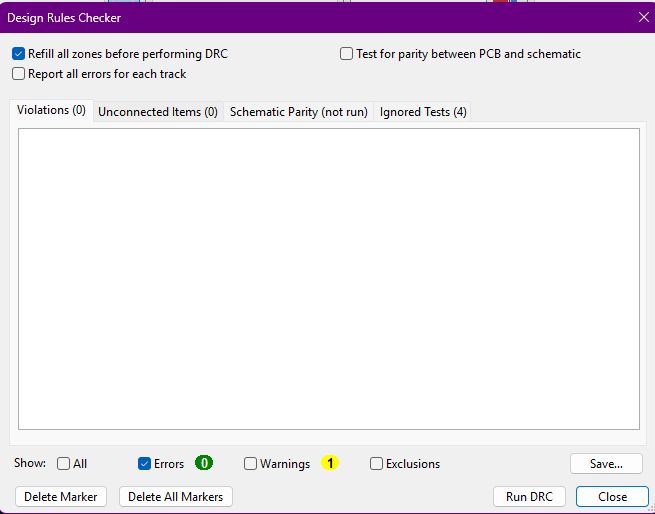 Design Rules Checker
Refill all zones before performing DRC
Test for parity between PCB and schematic
Report all errors for each track
Violations (0) Unconnected Items (0) Schematic Parity (not run) Ignored Tests (4)
Show: All Errors 0 Warnings 1 Exclusions Save...
Delete Marker Delete All Markers Run DRC Close